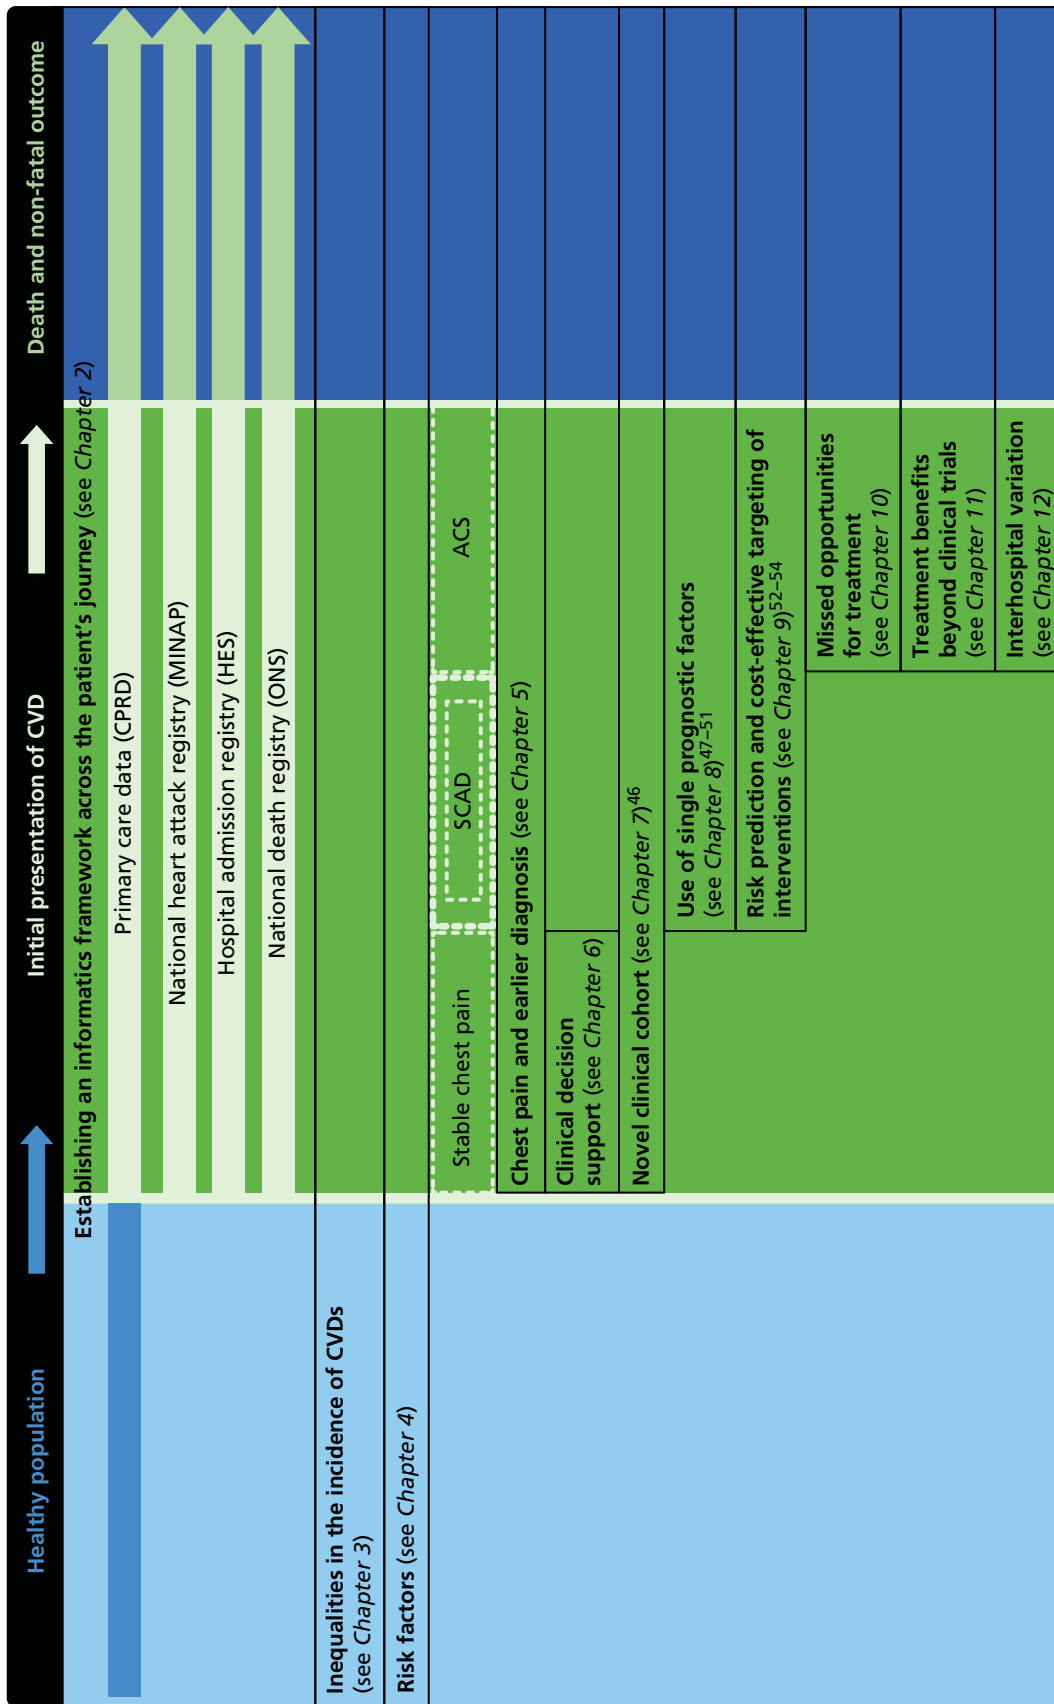 Healthy population
Initial presentation of CVD
Death and non-fatal outcome
Establishing an informatics framework across the patient's journey (see Chapter 2)
Primary care data (CPRD)
National heart attack registry (MINAP)
Hospital admission registry (HES)
National death registry (ONS)
Inequalities in the incidence of CVDs
(see Chapter 3)
Risk factors (see Chapter 4)
Stable chest pain
SCAD
ACS
Chest pain and earlier diagnosis (see Chapter 5)
Clinical decision
support (see Chapter 6)
Novel clinical cohort (see Chapter 7)46
Use of single prognostic factors
(see Chapter 8)47–51
Risk prediction and cost-effective targeting of
interventions (see Chapter 9)52–54
Missed opportunities
for treatment
(see Chapter 10)
Treatment benefits
beyond clinical trials
(see Chapter 11)
Interhospital variation
(see Chapter 12)